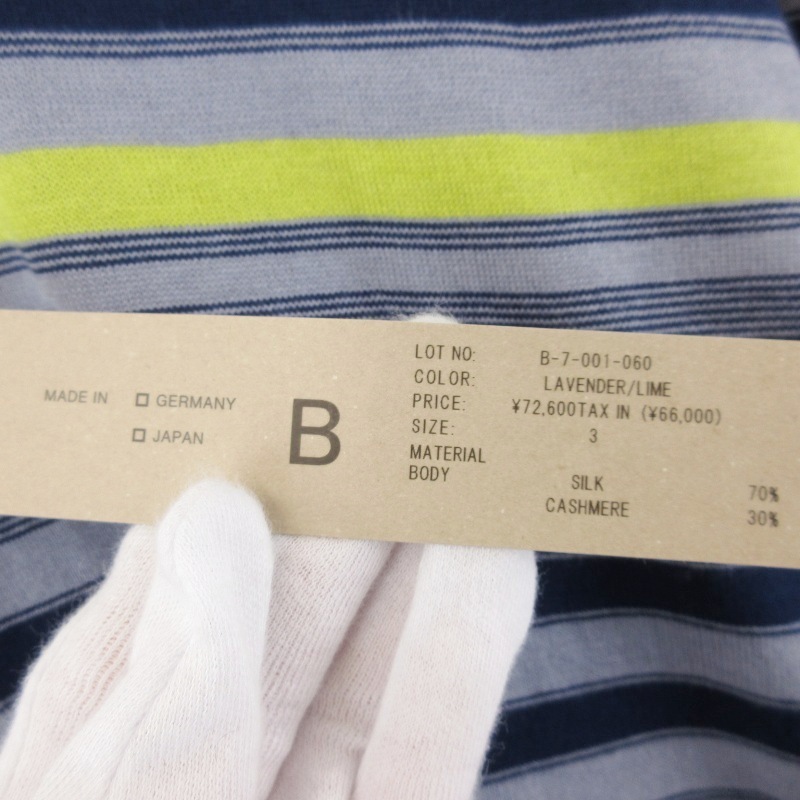 MADE IN □ GERMANY
□ JAPAN
B
LOT NO: B-7-001-060
COLOR: LAVENDER/LIME
PRICE: ¥72,600TAX IN (¥66,000)
SIZE: 3
MATERIAL
BODY
SILK 70%
CASHMERE 30%